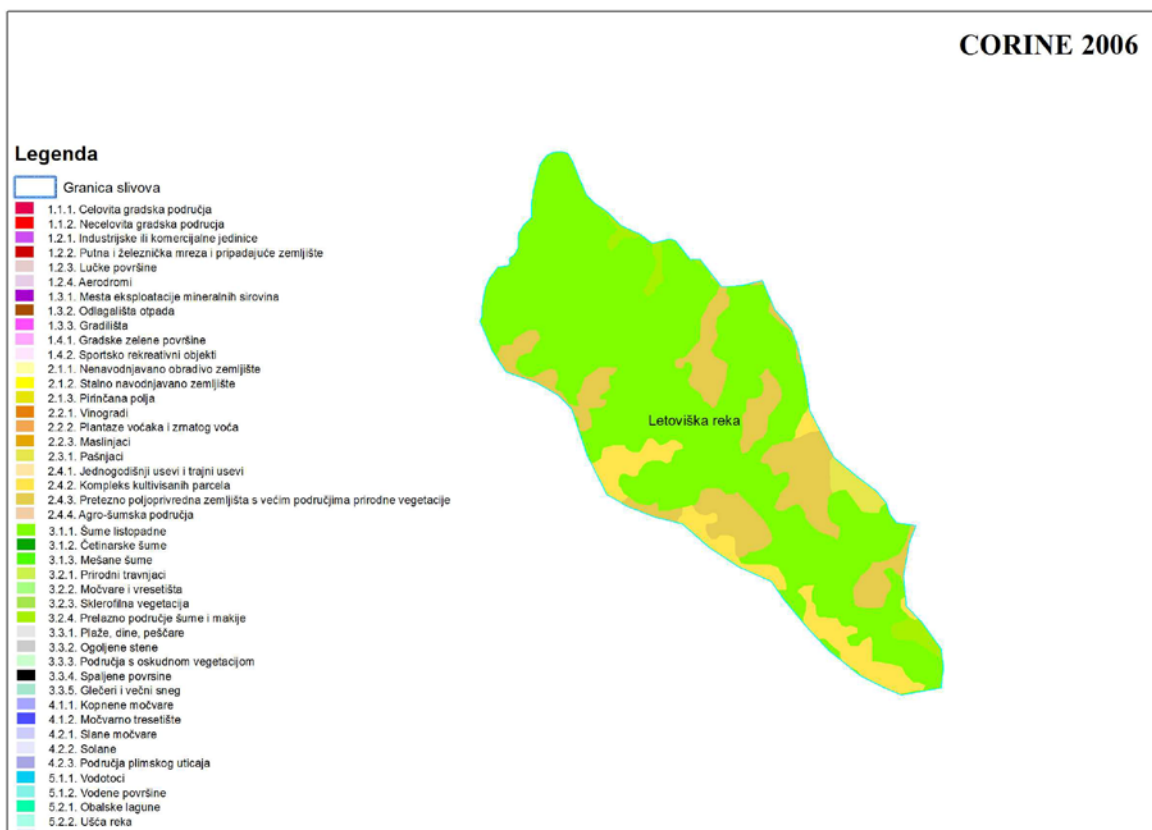 CORINE 2006
Legenda
Granica slivova
1.1.1. Celovita gradska područja
1.1.2. Necelovita gradska područja
1.2.1. Industrijske ili komercijalne jedinice
1.2.2. Putna i železnička mreza i pripadajuće zemljište
1.2.3. Lučke površine
1.2.4. Aerodromi
1.3.1. Mesta eksploatacije mineralnih sirovina
1.3.2. Odlagališta otpada
1.3.3. Gradilišta
1.4.1. Gradske zelene površine
1.4.2. Sportsko rekreativni objekti
2.1.1. Nenavodnjavano obradivo zemljište
2.1.2. Stalno navodnjavano zemljište
2.1.3. Pirinčana polja
2.2.1. Vinogradi
2.2.2. Plantaze voćaka i zrnatog voća
2.2.3. Maslinjaci
2.3.1. Pašnjaci
2.4.1. Jednogodišnji usevi i trajni usevi
2.4.2. Kompleks kultivisanih parcela
2.4.3. Pretezno poljoprivredna zemljišta s većim područjima prirodne vegetacije
2.4.4. Agro-šumska područja
3.1.1. Šume listopadne
3.1.2. Četinarske šume
3.1.3. Mešane šume
3.2.1. Prirodni travnjaci
3.2.2. Močvare i vresetišta
3.2.3. Sklerofilna vegetacija
3.2.4. Prelazno područje šume i makije
3.3.1. Plaže, dine, peščare
3.3.2. Ogoljene stene
3.3.3. Područja s oskudnom vegetacijom
3.3.4. Spaljene povrsine
3.3.5. Glečeri i večni sneg
4.1.1. Kopnene močvare
4.1.2. Močvarno tresetište
4.2.1. Slane močvare
4.2.2. Solane
4.2.3. Područja plimskog uticaja
5.1.1. Vodotoci
5.1.2. Vodene površine
5.2.1. Obalske lagune
5.2.2. Ušća reka
Letoviška reka